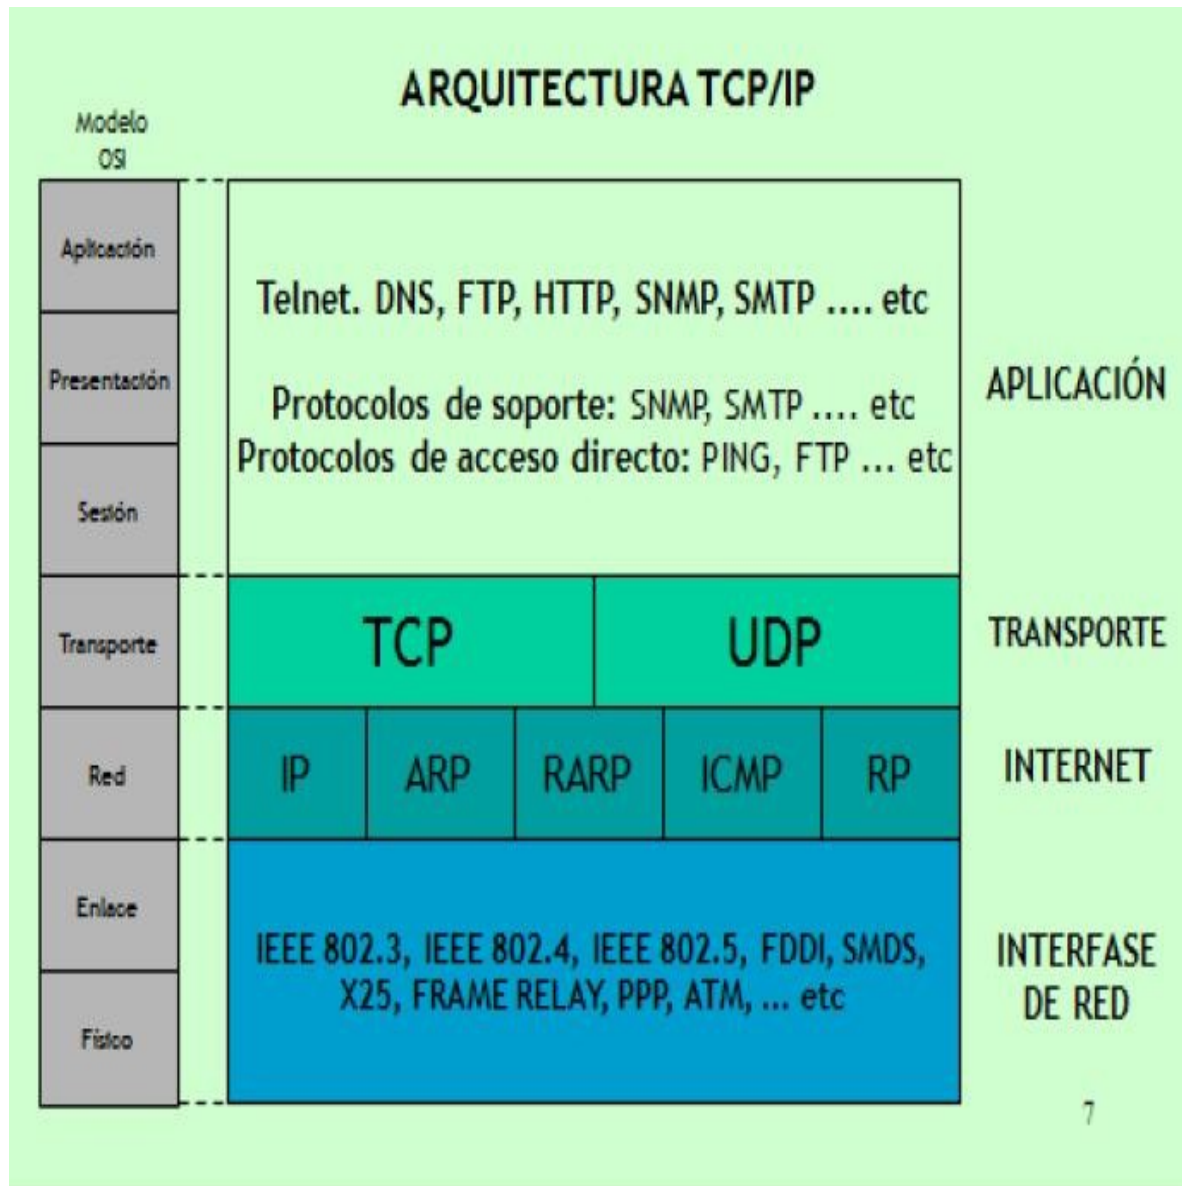 ARQUITECTURA TCP/IP
Modelo
OSI
Aplicación
Presentación
Sesión
Transporte
Red
Enlace
Físico
Telnet. DNS, FTP, HTTP, SNMP, SMTP .... etc
Protocolos de soporte: SNMP, SMTP .... etc
Protocolos de acceso directo: PING, FTP ... etc
APLICACIÓN
TCP
UDP
TRANSPORTE
IP
ARP
RARP
ICMP
RP
INTERNET
IEEE 802.3, IEEE 802.4, IEEE 802.5, FDDI, SMDS,
X25, FRAME RELAY, PPP, ATM, ... etc
INTERFASE
DE RED
7